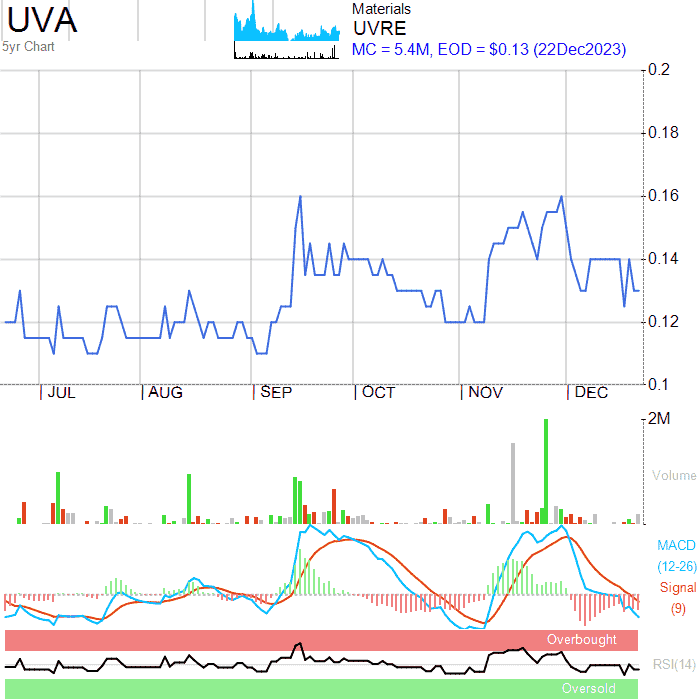 UVA
5yr Chart
Materials
UVRE
MC = 5.4M, EOD = $0.13 (22Dec2023)
0.2
0.18
0.16
0.14
0.12
0.1
JUL AUG SEP OCT NOV DEC
2M
Volume
MACD
(12-26)
Signal
(9)
Overbought
RSI(14)
Oversold